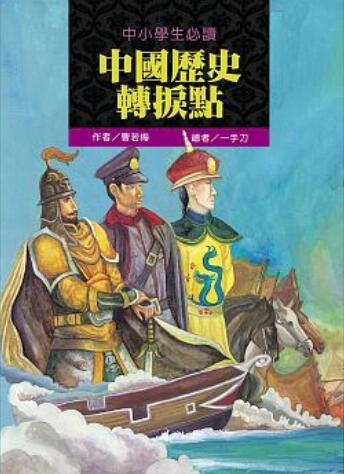 中小學生必讀
中國歷史
轉捩點
作者／曹若梅　繪者／一手刀